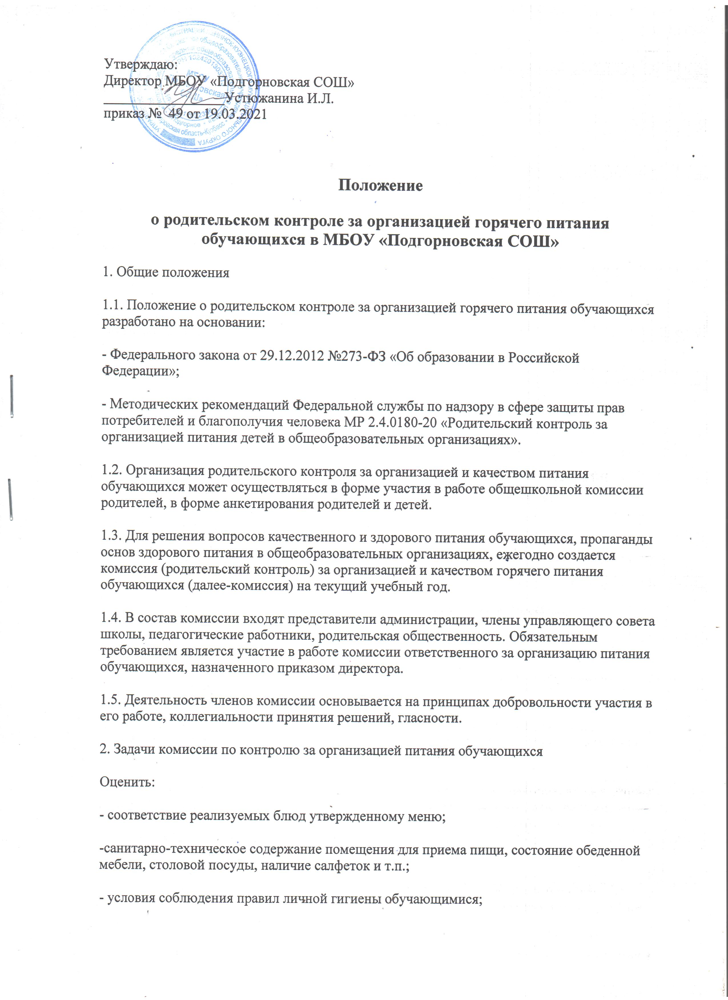 Утверждаю:
Директор МБОУ «Подгорновская СОШ»
Устюжанина И.Л.
приказ № 49 от 19.03.2021
Положение
о родительском контроле за организацией горячего питания
обучающихся в МБОУ «Подгорновская СОШ»
1. Общие положения
1.1. Положение о родительском контроле за организацией горячего питания обучающихся
разработано на основании:
- Федерального закона от 29.12.2012 №273-ФЗ «Об образовании в Российской
Федерации»;
- Методических рекомендаций Федеральной службы по надзору в сфере защиты прав
потребителей и благополучия человека МР 2.4.0180-20 «Родительский контроль за
организацией питания детей в общеобразовательных организациях».
1.2. Организация родительского контроля за организацией и качеством питания
обучающихся может осуществляться в форме участия в работе общешкольной комиссии
родителей, в форме анкетирования родителей и детей.
1.3. Для решения вопросов качественного и здорового питания обучающихся, пропаганды
основ здорового питания в общеобразовательных организациях, ежегодно создается
комиссия (родительский контроль) за организацией и качеством горячего питания
обучающихся (далее-комиссия) на текущий учебный год.
1.4. В состав комиссии входят представители администрации, члены управляющего совета
школы, педагогические работники, родительская общественность. Обязательным
требованием является участие в работе комиссии ответственного за организацию питания
обучающихся, назначенного приказом директора.
1.5. Деятельность членов комиссии основывается на принципах добровольности участия в
его работе, коллегиальности принятия решений, гласности.
2. Задачи комиссии по контролю за организацией питания обучающихся
Оценить:
- соответствие реализуемых блюд утвержденному меню;
-санитарно-техническое содержание помещения для приема пищи, состояние обеденной
мебели, столовой посуды, наличие салфеток и т.п.;
- условия соблюдения правил личной гигиены обучающимися;